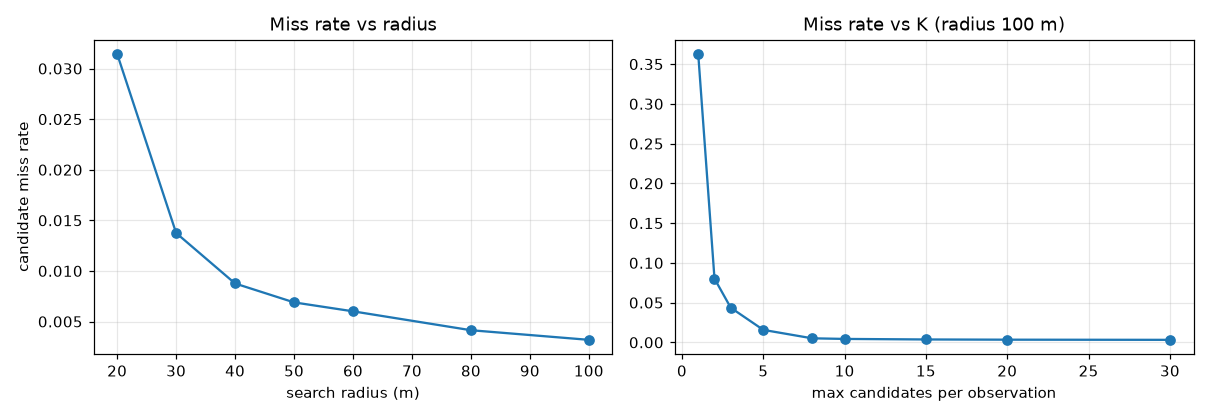 Miss rate vs radius
candidate miss rate
0.030
0.025
0.020
0.015
0.010
0.005
20 30 40 50 60 70 80 90 100
search radius (m)
Miss rate vs K (radius 100 m)
0.35
0.30
0.25
0.20
0.15
0.10
0.05
0.00
0 5 10 15 20 25 30
max candidates per observation